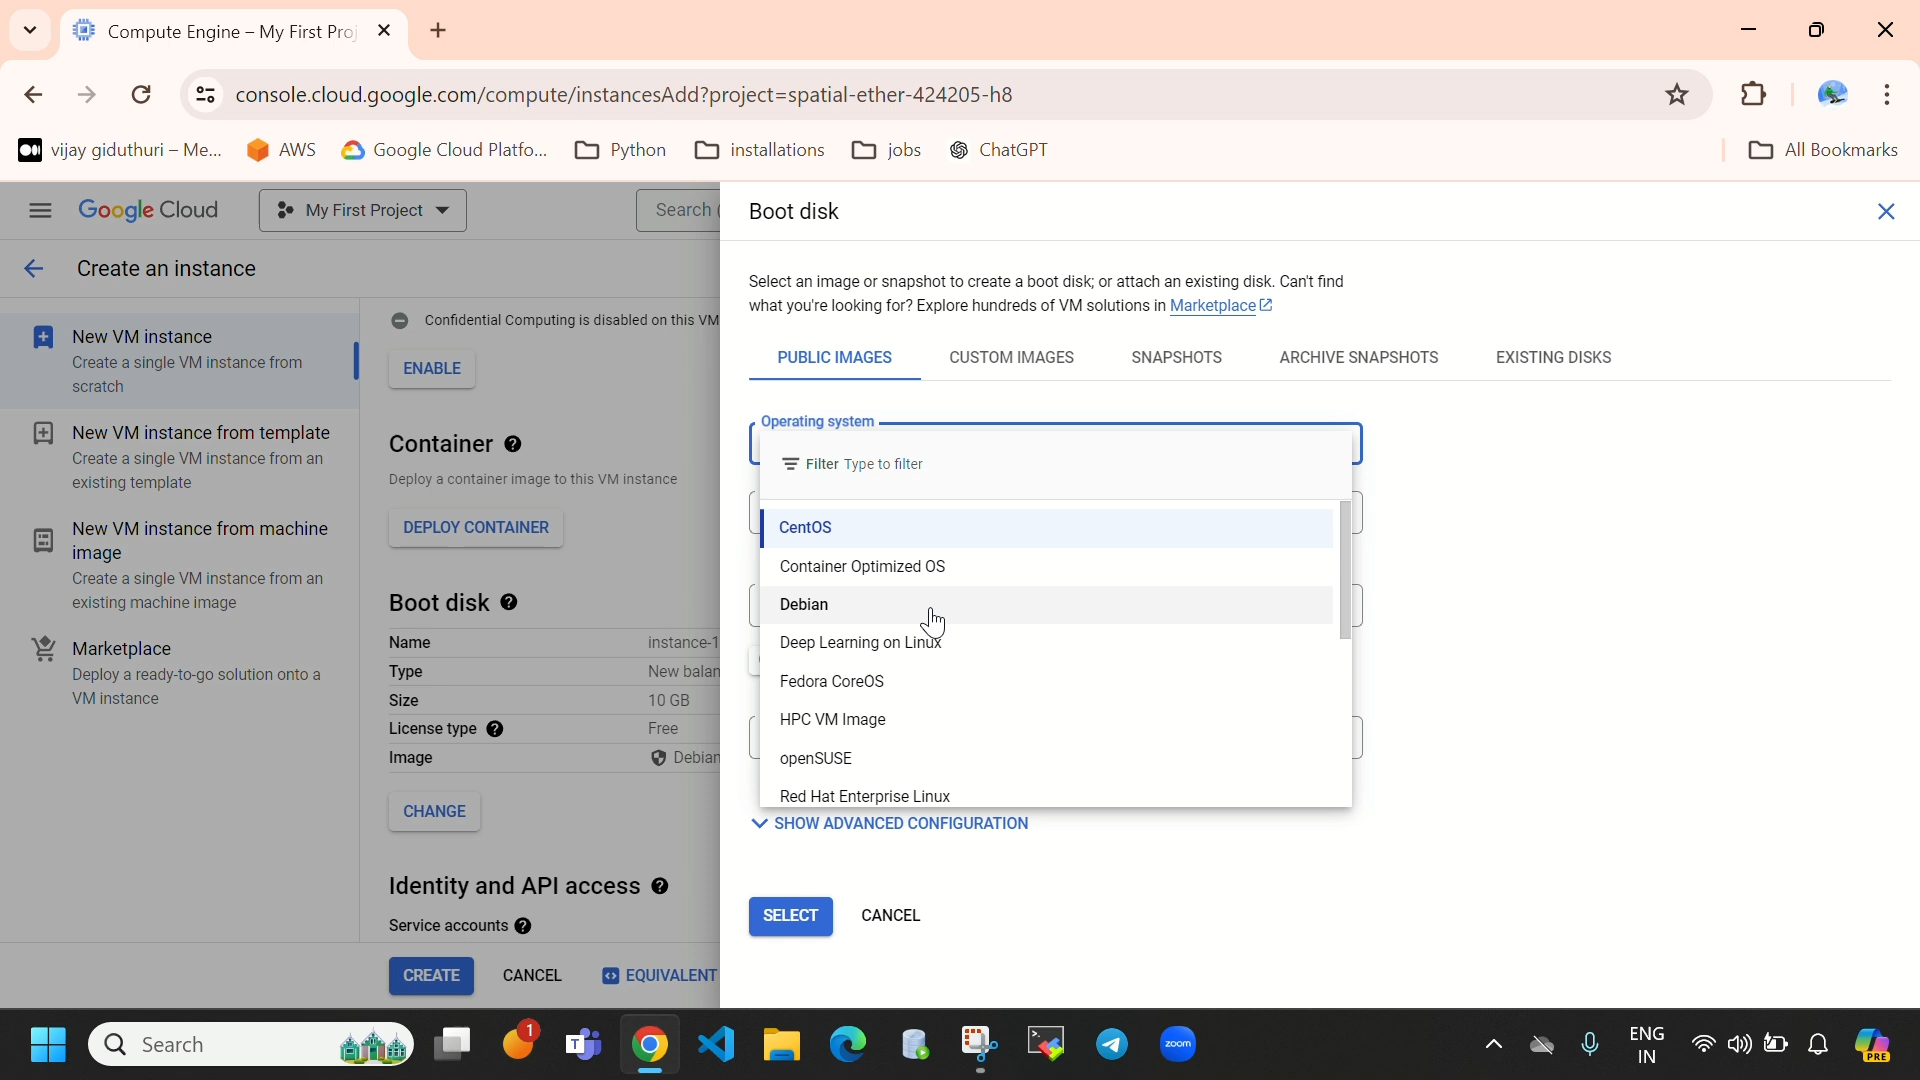 Compute Engine – My First Proj
console.cloud.google.com/compute/instancesAdd?project=spatial-ether-424205-h8
vijay giduthuri – Me...
AWS
Google Cloud Platfo...
Python
installations
jobs
ChatGPT
All Bookmarks
Google Cloud
My First Project
Search (
Create an instance
New VM instance
Create a single VM instance from
scratch
New VM instance from template
Create a single VM instance from an
existing template
New VM instance from machine
image
Create a single VM instance from an
existing machine image
Marketplace
Deploy a ready-to-go solution onto a
VM instance
Confidential Computing is disabled on this VM
ENABLE
Container
Deploy a container image to this VM instance
DEPLOY CONTAINER
Boot disk
Name instance-1
Type New balan
Size 10 GB
License type Free
Image Debian
CHANGE
Identity and API access
Service accounts
CREATE
CANCEL
EQUIVALENT
Boot disk
Select an image or snapshot to create a boot disk; or attach an existing disk. Can't find
what you're looking for? Explore hundreds of VM solutions in Marketplace
PUBLIC IMAGES
CUSTOM IMAGES
SNAPSHOTS
ARCHIVE SNAPSHOTS
EXISTING DISKS
Operating system
Filter Type to filter
CentOS
Container Optimized OS
Debian
Deep Learning on Linux
Fedora CoreOS
HPC VM Image
openSUSE
Red Hat Enterprise Linux
SHOW ADVANCED CONFIGURATION
SELECT
CANCEL
Search
1
zoom
ENG
IN
PRE